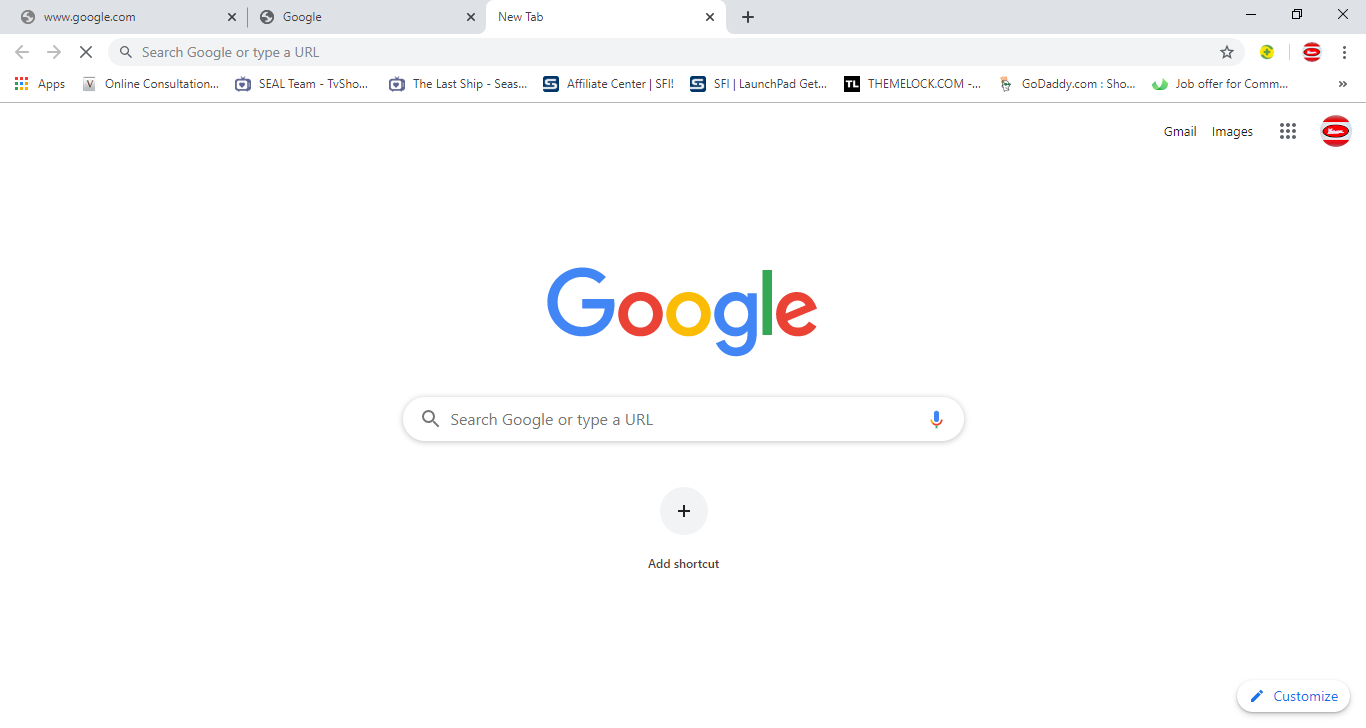 www.google.com
Google
New Tab
Search Google or type a URL
Apps
V
Online Consultation...
SEAL Team - TvSho...
The Last Ship - Seas...
S
Affiliate Center | SFI!
S
SFI | LaunchPad Get...
TL
THEMELOCK.COM -...
GoDaddy.com : Sho...
Job offer for Comm...
»
Gmail
Images
Google
Search Google or type a URL
Add shortcut
Customize